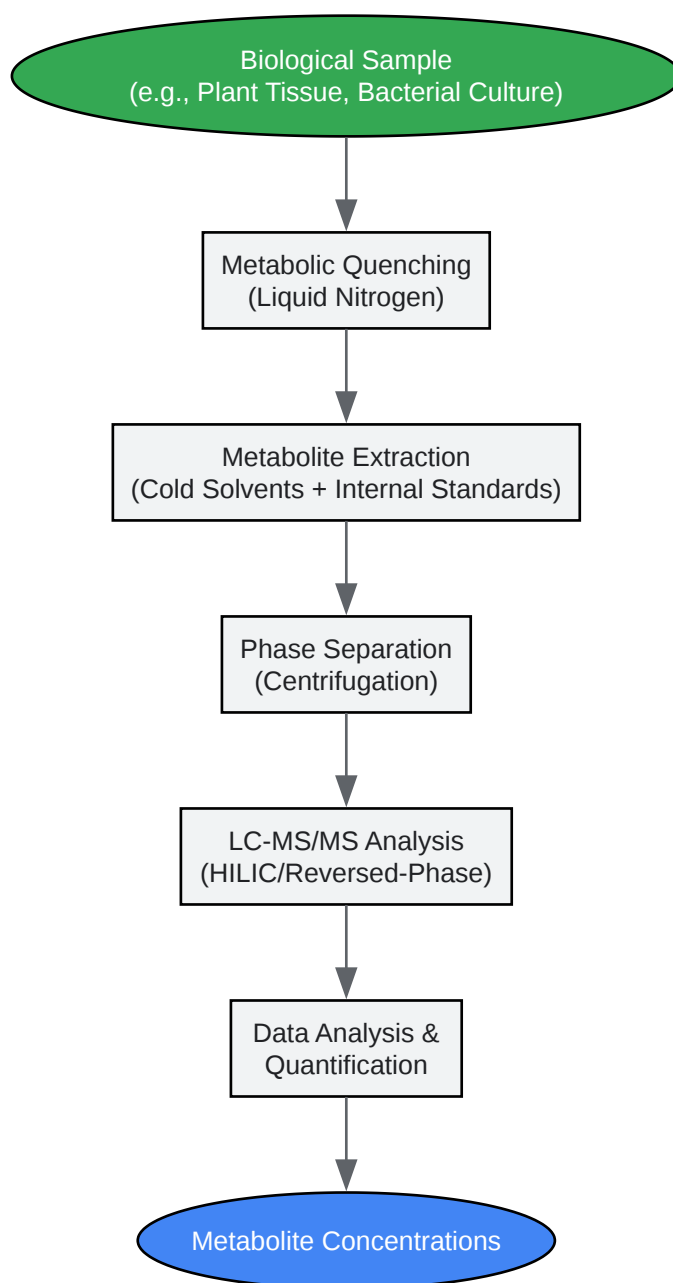 Biological Sample
(e.g., Plant Tissue, Bacterial Culture)
Metabolic Quenching
(Liquid Nitrogen)
Metabolite Extraction
(Cold Solvents + Internal Standards)
Phase Separation
(Centrifugation)
LC-MS/MS Analysis
(HILIC/Reversed-Phase)
Data Analysis &
Quantification
Metabolite Concentrations